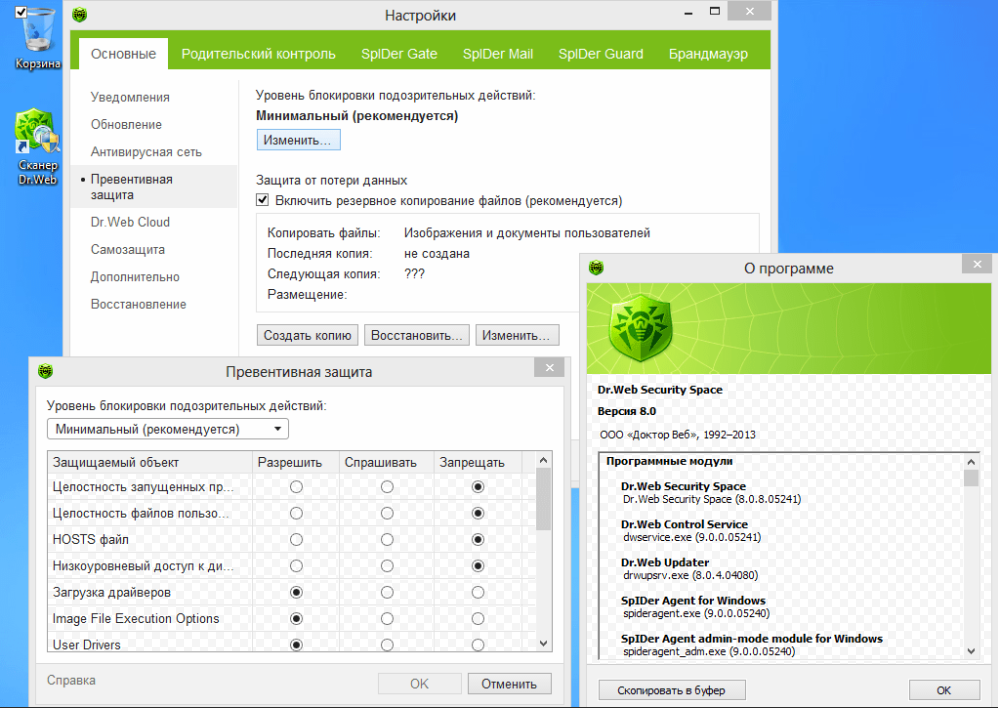 Корзина
Сканер
Dr.Web
Настройки
Основные
Родительский контроль
SpIDer Gate
SpIDer Mail
SpIDer Guard
Брандмауэр
Уведомления
Обновление
Антивирусная сеть
Превентивная
защита
Dr.Web Cloud
Самозащита
Дополнительно
Восстановление
Уровень блокировки подозрительных действий:
Минимальный (рекомендуется)
Изменить...
Защита от потери данных
Включить резервное копирование файлов (рекомендуется)
Копировать файлы: Изображения и документы пользователей
Последняя копия: не создана
Следующая копия: ???
Размещение:
Создать копию
Восстановить...
Изменить...
Превентивная защита
Уровень блокировки подозрительных действий:
Минимальный (рекомендуется)
Защищаемый объект Разрешить Спрашивать Запрещать
Целостность запущенных пр...
Целостность файлов пользо...
HOSTS файл
Низкоуровневый доступ к ди...
Загрузка драйверов
Image File Execution Options
User Drivers
Справка
OK
Отменить
О программе
Dr.Web Security Space
Версия 8.0
ООО «Доктор Веб», 1992–2013
Программные модули
Dr.Web Security Space
Dr.Web Security Space (8.0.8.05241)
Dr.Web Control Service
dwservice.exe (9.0.0.05241)
Dr.Web Updater
drwupsrv.exe (8.0.4.04080)
SpIDer Agent for Windows
spideragent.exe (9.0.0.05240)
SpIDer Agent admin-mode module for Windows
spideragent_adm.exe (9.0.0.05240)
Скопировать в буфер
OK